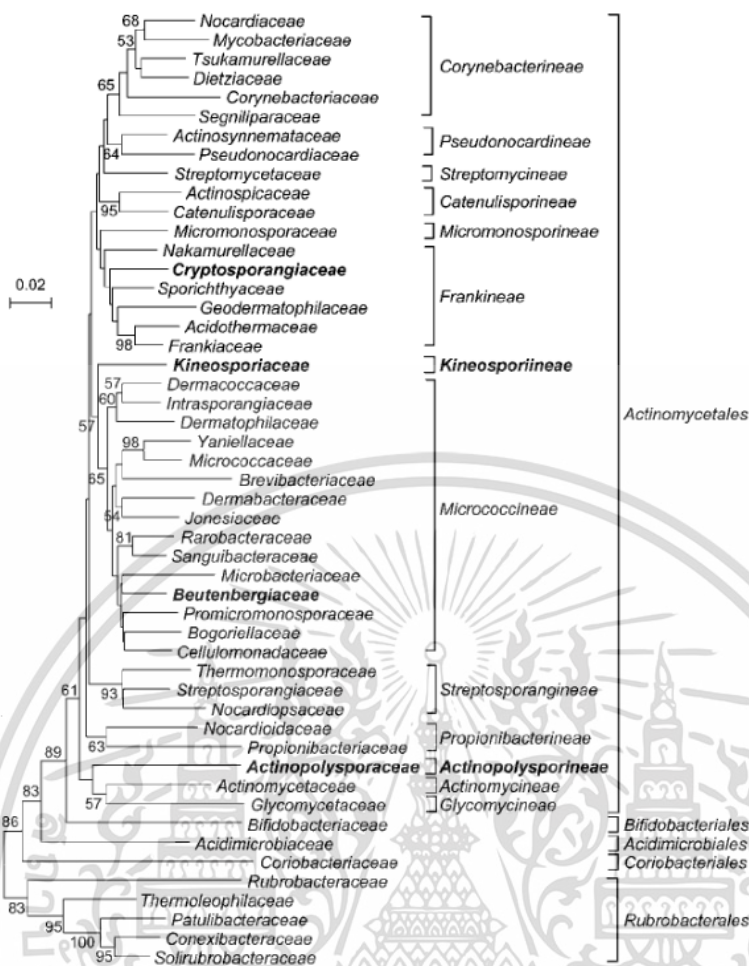 68 Nocardiaceae
53 Mycobacteriaceae
Tsukamurellaceae
Dietziaceae Corynebacterineae
65 Corynebacteriaceae
Segniliparaceae
Actinosynnemataceae Pseudonocardineae
64 Pseudonocardiaceae
Streptomycetaceae Streptomycineae
Actinospicaceae Catenulisporineae
95 Catenulisporaceae
Micromonosporaceae Micromonosporineae
Nakamurellaceae
Cryptosporangiaceae
0.02 Sporichthyaceae Frankineae
Geodermatophilaceae
Acidothermaceae
98 Frankiaceae
Kineosporiaceae Kineosporiineae
57 Dermacoccaceae
60 Intrasporangiaceae
57 Dermatophilaceae Actinomycetales
98 Yaniellaceae
Micrococcaceae
65 Brevibacteriaceae
Dermabacteraceae Micrococcineae
54 Jonesiaceae
81 Rarobacteraceae
Sanguibacteraceae
Microbacteriaceae
Beutenbergiaceae
Promicromonosporaceae
Bogoriellaceae
Cellulomonadaceae
Thermomonosporaceae
61 93 Streptosporangiaceae Streptosporangineae
Nocardiopsaceae
Nocardioidaceae Propionibacterineae
63 Propionibacteriaceae
89 Actinopolysporaceae Actinopolysporineae
Actinomycetaceae Actinomycineae
83 57 Glycomycetaceae Glycomycineae
86 Bifidobacteriaceae Bifidobacteriales
Acidimicrobiaceae Acidimicrobiales
Coriobacteriaceae Coriobacteriales
Rubrobacteraceae
83 Thermoleophilaceae
95 Patulibacteraceae Rubrobacterales
100 Conexibacteraceae
95 Solirubrobacteraceae